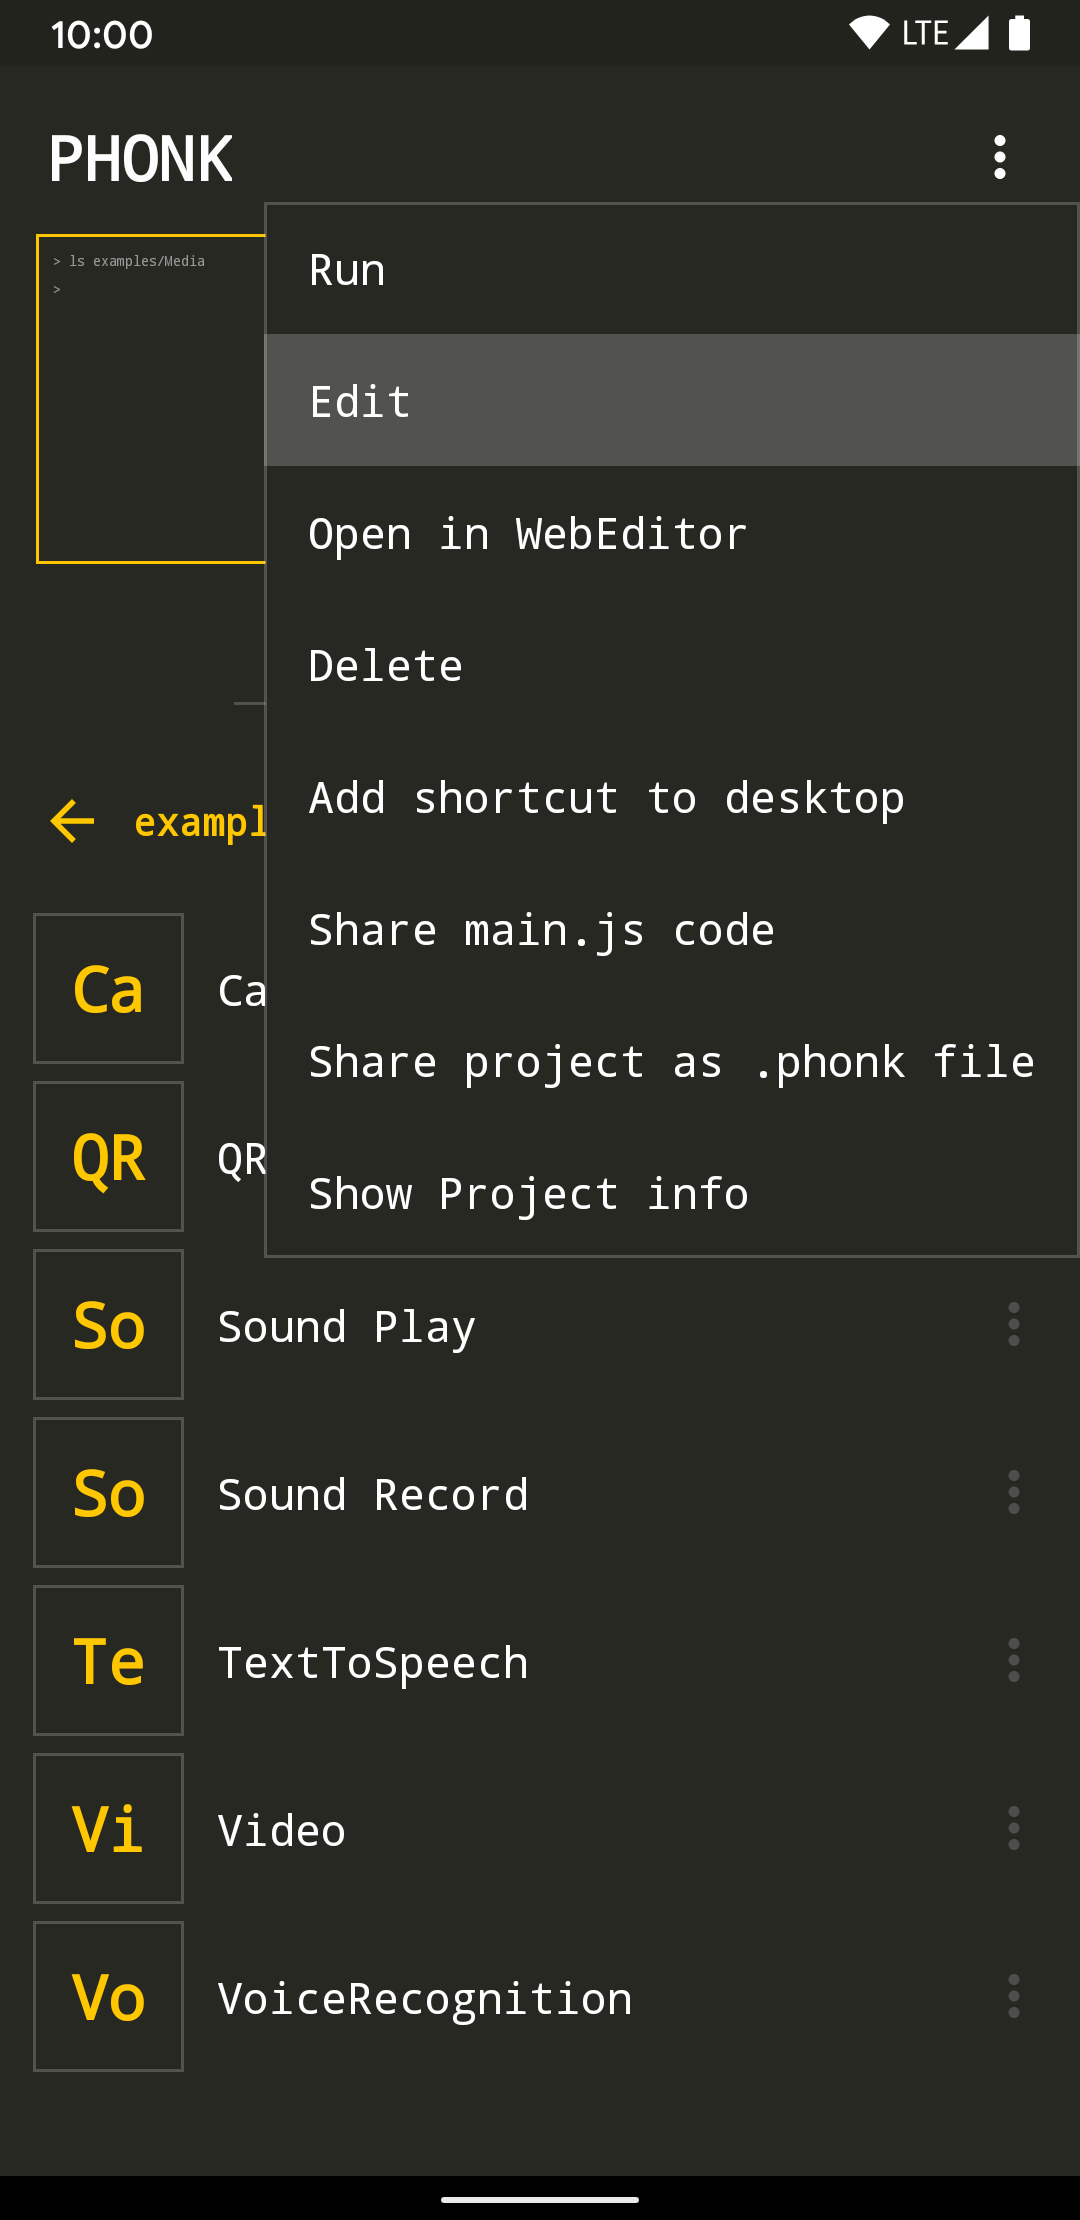 10:00 LTE
PHONK
> ls examples/Media
>
Run
Edit
Open in WebEditor
Delete
Add shortcut to desktop
Share main.js code
Share project as .phonk file
Show Project info
exampl
Ca Ca
QR QR
So Sound Play
So Sound Record
Te TextToSpeech
Vi Video
Vo VoiceRecognition